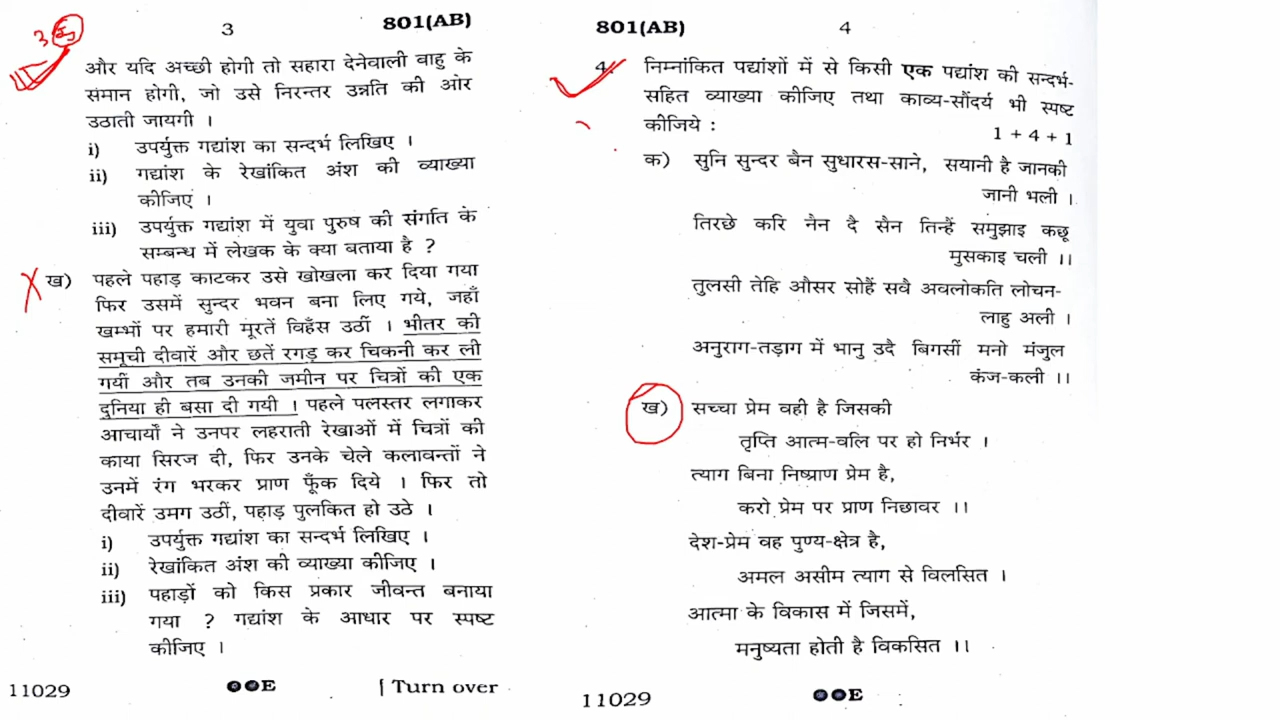 3
801(AB)
और यदि अच्छी होगी तो सहारा देनेवाली वाहु के
समान होगी, जो उसे निरन्तर उन्नति की ओर
उठाती जायगी ।
i) उपर्युक्त गद्यांश का सन्दर्भ लिखिए ।
ii) गद्यांश के रेखांकित अंश की व्याख्या
कीजिए ।
iii) उपर्युक्त गद्यांश में युवा पुरुष की संगति के
सम्बन्ध में लेखक के क्या बताया है ?
ख) पहले पहाड़ काटकर उसे खोखला कर दिया गया
फिर उसमें सुन्दर भवन बना लिए गये, जहाँ
खम्भों पर हमारी मूरतें विहँस उठीं । भीतर की
समूची दीवारें और छतें रगड़ कर चिकनी कर ली
गयीं और तब उनकी जमीन पर चित्रों की एक
दुनिया ही बसा दी गयी । पहले पलस्तर लगाकर
आचार्यों ने उनपर लहराती रेखाओं में चित्रों की
काया सिरज दी, फिर उनके चेले कलावन्तों ने
उनमें रंग भरकर प्राण फूँक दिये । फिर तो
दीवारें उमग उठीं, पहाड़ पुलकित हो उठे ।
i) उपर्युक्त गद्यांश का सन्दर्भ लिखिए ।
ii) रेखांकित अंश की व्याख्या कीजिए ।
iii) पहाड़ों को किस प्रकार जीवन्त बनाया
गया ? गद्यांश के आधार पर स्पष्ट
कीजिए ।
11029
E
[ Turn over
801(AB)
4
4. निम्नांकित पद्यांशों में से किसी एक पद्यांश की सन्दर्भ-
सहित व्याख्या कीजिए तथा काव्य-सौंदर्य भी स्पष्ट
कीजिये :
1 + 4 + 1
क) सुनि सुन्दर बैन सुधारस-साने, सयानी है जानकी
जानी भली ।
तिरछे करि नैन दै सैन तिन्हैं समुझाइ कछू
मुसकाइ चली ।।
तुलसी तेहि औसर सोहैं सवै अवलोकति लोचन-
लाहु अली ।
अनुराग-तड़ाग में भानु उदै बिगसीं मनो मंजुल
कंज-कली ।।
ख) सच्चा प्रेम वही है जिसकी
तृप्ति आत्म-वलि पर हो निर्भर ।
त्याग बिना निष्प्राण प्रेम है,
करो प्रेम पर प्राण निछावर ।।
देश-प्रेम वह पुण्य-क्षेत्र है,
अमल असीम त्याग से विलसित ।
आत्मा के विकास में जिसमें,
मनुष्यता होती है विकसित ।।
11029
E